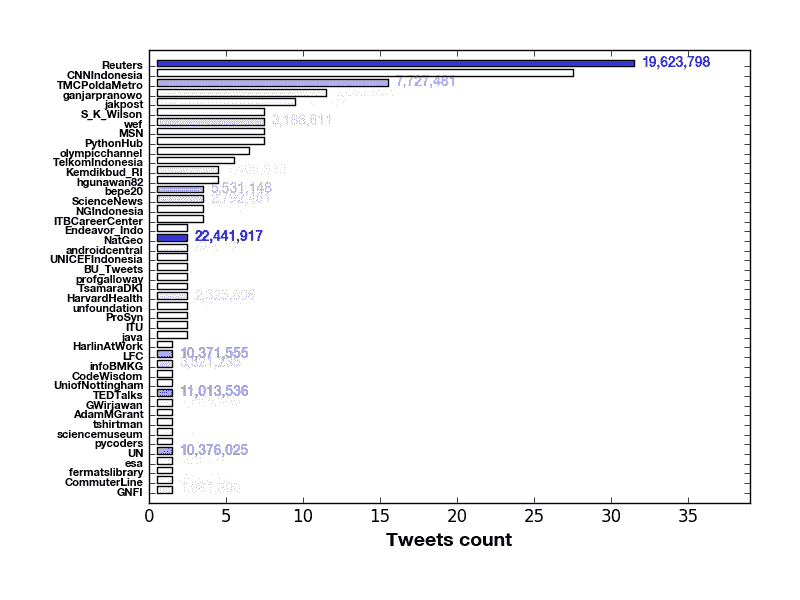 Reuters 19,623,798
CNNIndonesia
TMCPoldaMetro 7,727,481
ganjarpranowo
jakpost
S_K_Wilson
wef 3,188,611
MSN
PythonHub
olympicchannel
TelkomIndonesia
Kemdikbud_RI
hgunawan82
bepe20 5,531,148
ScienceNews
NGIndonesia
ITBCareerCenter
Endeavor_Indo
NatGeo 22,441,917
androidcentral
UNICEFIndonesia
BU_Tweets
profgalloway
TsamaraDKI
HarvardHealth
unfoundation
ProSyn
ITU
java
HarlinAtWork
LFC 10,371,555
infoBMKG
CodeWisdom
UniofNottingham
TEDTalks 11,013,536
GWirjawan
AdamMGrant
tshirtman
sciencemuseum
pycoders
UN 10,376,025
esa
fermatslibrary
CommuterLine
GNFI
0 5 10 15 20 25 30 35
Tweets count